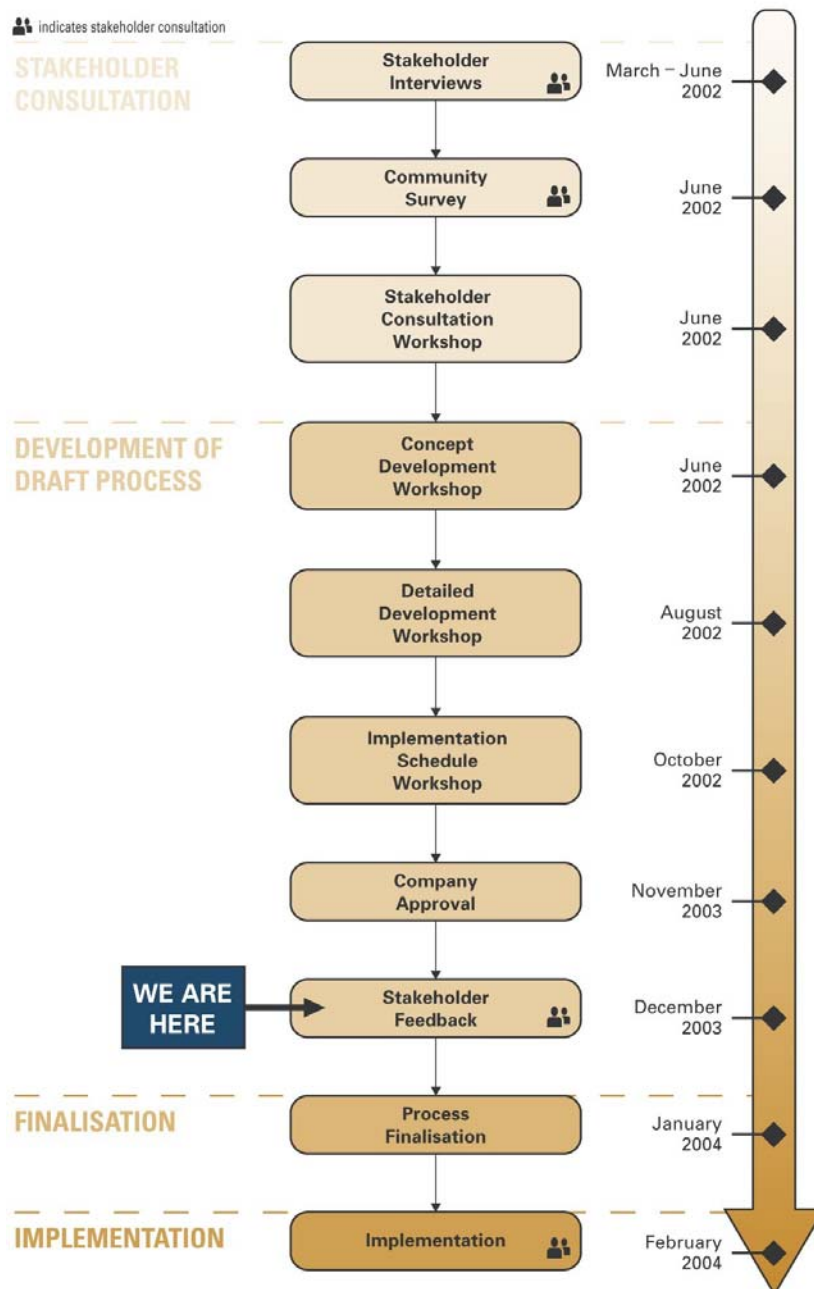 indicates stakeholder consultation
STAKEHOLDER
CONSULTATION
Stakeholder
Interviews
March – June
2002
Community
Survey
June
2002
Stakeholder
Consultation
Workshop
June
2002
DEVELOPMENT OF
DRAFT PROCESS
Concept
Development
Workshop
June
2002
Detailed
Development
Workshop
August
2002
Implementation
Schedule
Workshop
October
2002
Company
Approval
November
2003
WE ARE
HERE
Stakeholder
Feedback
December
2003
FINALISATION
Process
Finalisation
January
2004
IMPLEMENTATION
Implementation
February
2004